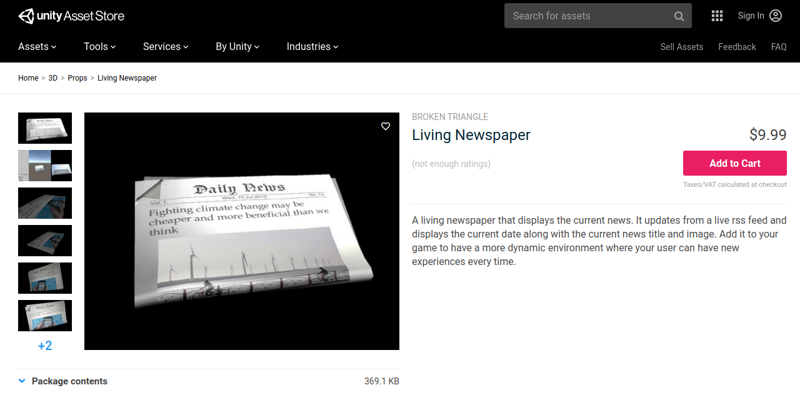 unity Asset Store
Search for assets
Sign In
Assets
Tools
Services
By Unity
Industries
Sell Assets
Feedback
FAQ
Home > 3D > Props > Living Newspaper
BROKEN TRIANGLE
Living Newspaper
$9.99
(not enough ratings)
Add to Cart
Taxes/VAT calculated at checkout
Daily News
Vol. 1
Wed, 10 Jul 2019
No. 12
Fighting climate change may be
cheaper and more beneficial than we
think
A living newspaper that displays the current news. It updates from a live rss feed and
displays the current date along with the current news title and image. Add it to your
game to have a more dynamic environment where your user can have new
experiences every time.
+2
Package contents
369.1 KB